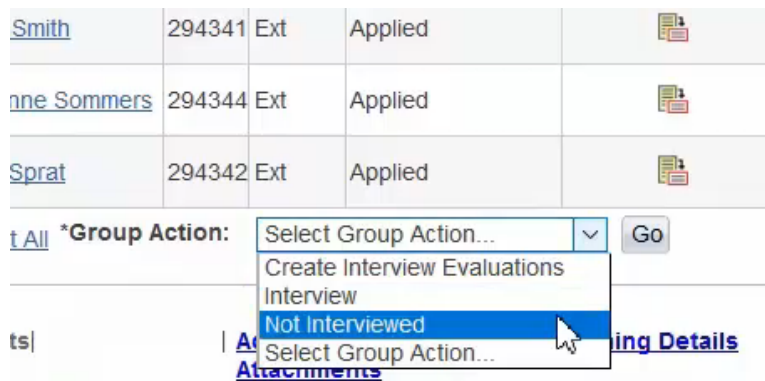 Smith 294341 Ext Applied
nne Sommers 294344 Ext Applied
Sprat 294342 Ext Applied
t All *Group Action: Select Group Action... Go
Create Interview Evaluations
Interview
Not Interviewed
ts| | A ning Details
Select Group Action...
Attachments